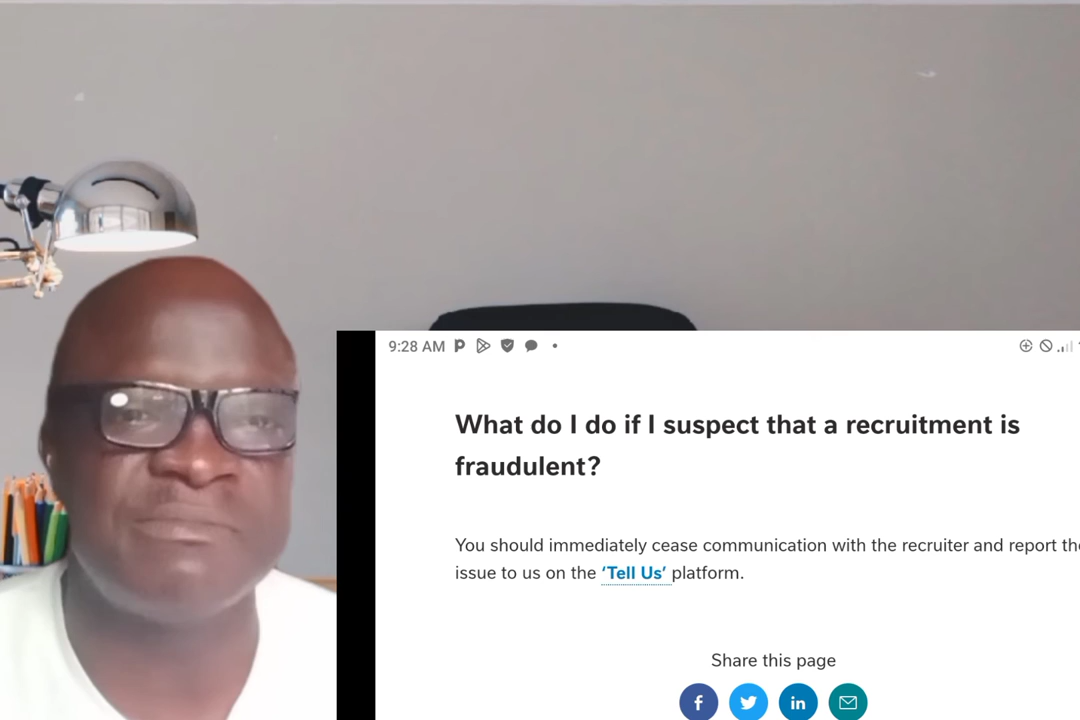 9:28 AM
What do I do if I suspect that a recruitment is
fraudulent?
You should immediately cease communication with the recruiter and report
issue to us on the ‘Tell Us’ platform.
Share this page